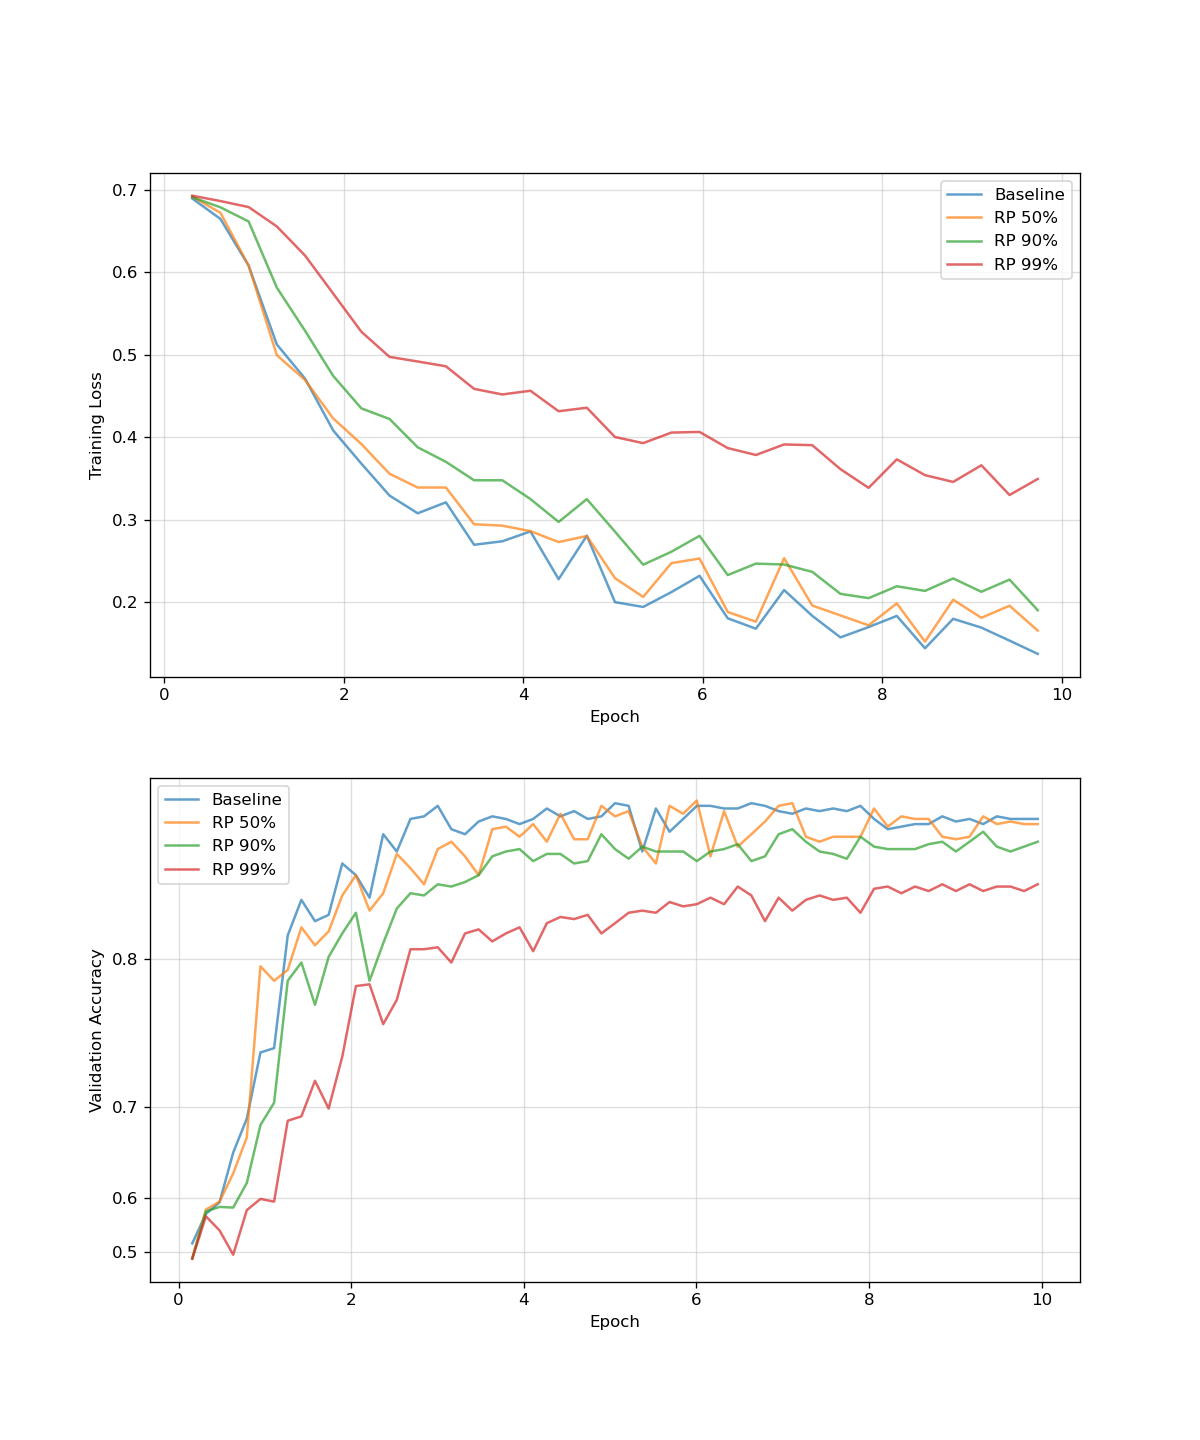 0.7
0.6
0.5
0.4
0.3
0.2
Training Loss
Baseline
RP 50%
RP 90%
RP 99%
0 2 4 6 8 10
Epoch
0.8
0.7
0.6
0.5
Validation Accuracy
Baseline
RP 50%
RP 90%
RP 99%
0 2 4 6 8 10
Epoch